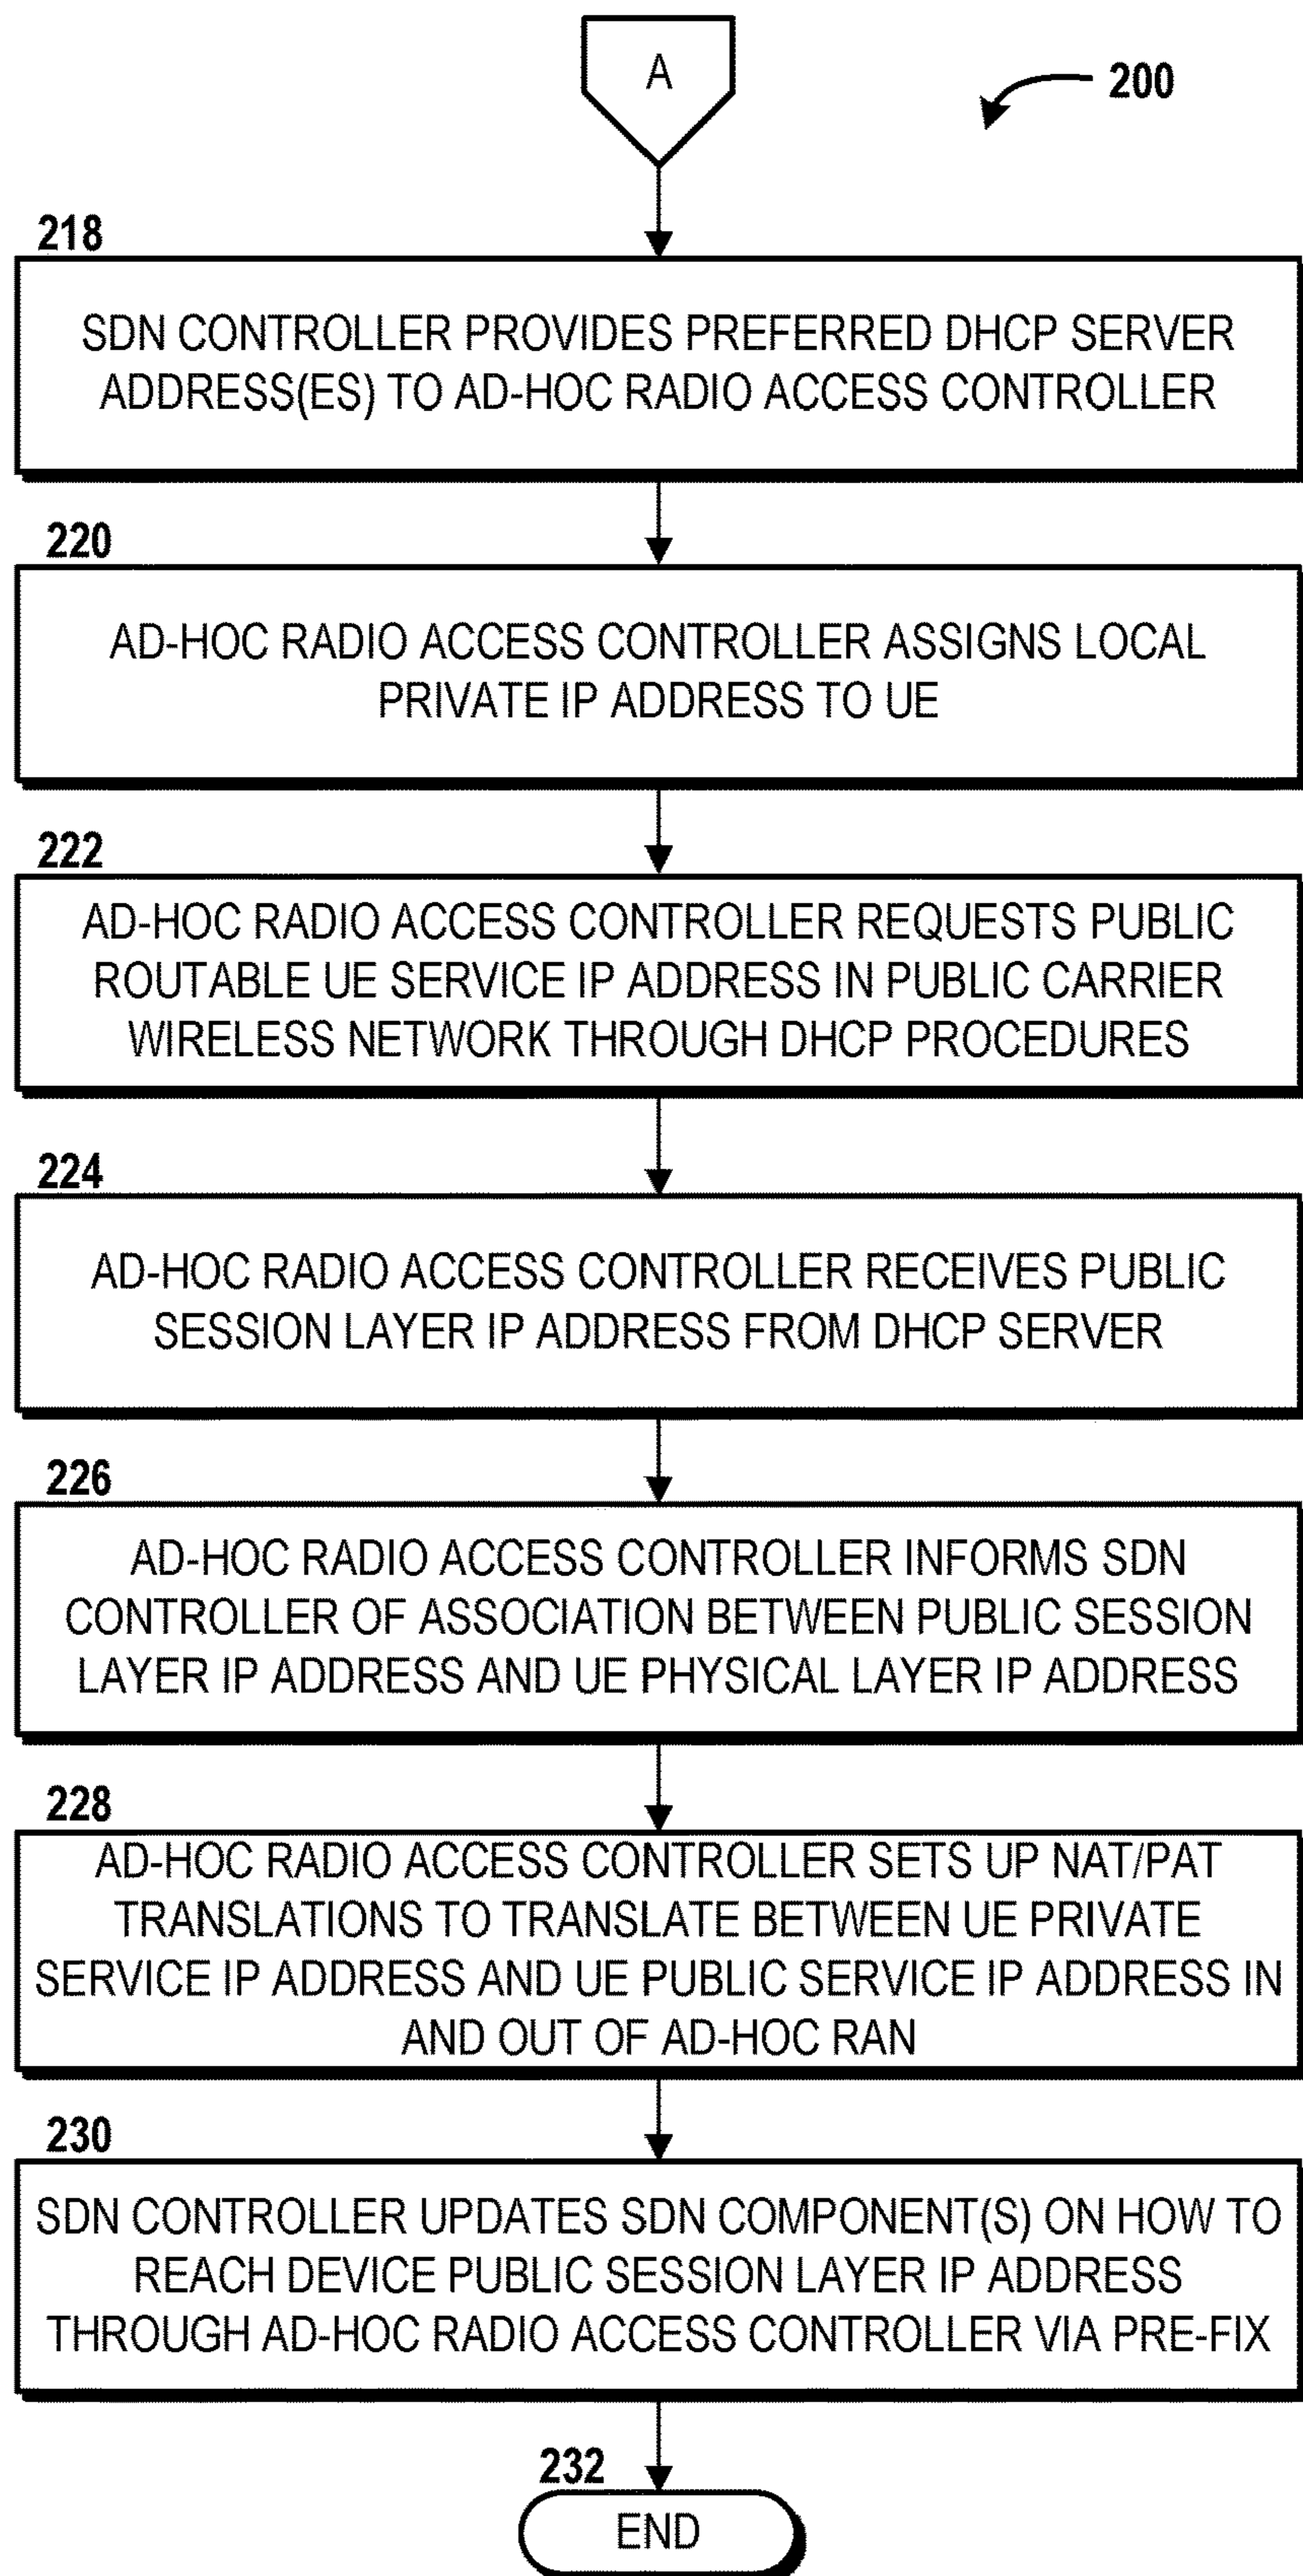 A
200
218
SDN CONTROLLER PROVIDES PREFERRED DHCP SERVER
ADDRESS(ES) TO AD-HOC RADIO ACCESS CONTROLLER
220
AD-HOC RADIO ACCESS CONTROLLER ASSIGNS LOCAL
PRIVATE IP ADDRESS TO UE
222
AD-HOC RADIO ACCESS CONTROLLER REQUESTS PUBLIC
ROUTABLE UE SERVICE IP ADDRESS IN PUBLIC CARRIER
WIRELESS NETWORK THROUGH DHCP PROCEDURES
224
AD-HOC RADIO ACCESS CONTROLLER RECEIVES PUBLIC
SESSION LAYER IP ADDRESS FROM DHCP SERVER
226
AD-HOC RADIO ACCESS CONTROLLER INFORMS SDN
CONTROLLER OF ASSOCIATION BETWEEN PUBLIC SESSION
LAYER IP ADDRESS AND UE PHYSICAL LAYER IP ADDRESS
228
AD-HOC RADIO ACCESS CONTROLLER SETS UP NAT/PAT
TRANSLATIONS TO TRANSLATE BETWEEN UE PRIVATE
SERVICE IP ADDRESS AND UE PUBLIC SERVICE IP ADDRESS IN
AND OUT OF AD-HOC RAN
230
SDN CONTROLLER UPDATES SDN COMPONENT(S) ON HOW TO
REACH DEVICE PUBLIC SESSION LAYER IP ADDRESS
THROUGH AD-HOC RADIO ACCESS CONTROLLER VIA PRE-FIX
232
END